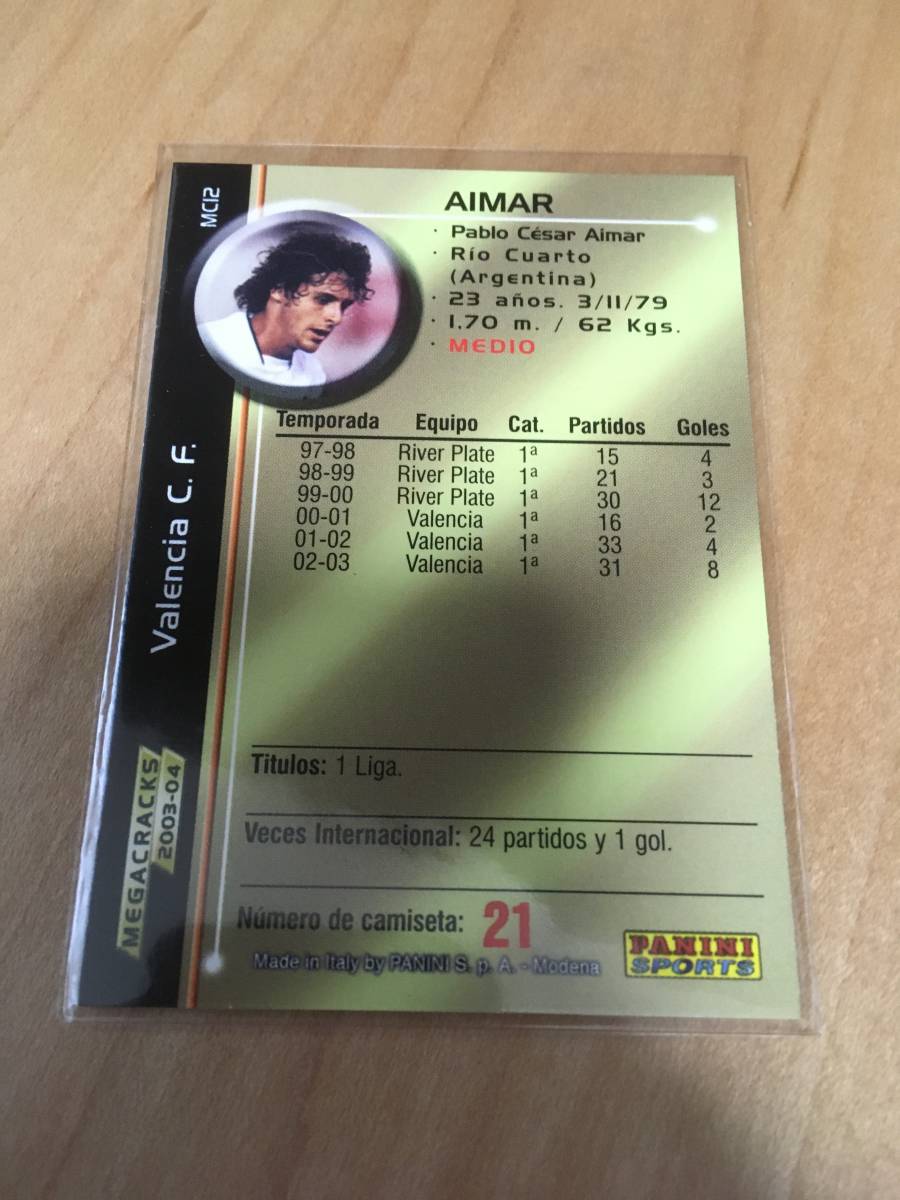 MC12
Valencia C. F.
MEGACRACKS
2003-04
AIMAR
· Pablo César Aimar
· Río Cuarto
(Argentina)
· 23 años. 3/11/79
· 1.70 m. / 62 Kgs.
· MEDIO
Temporada Equipo Cat. Partidos Goles
97-98 River Plate 1ª 15 4
98-99 River Plate 1ª 21 3
99-00 River Plate 1ª 30 12
00-01 Valencia 1ª 16 2
01-02 Valencia 1ª 33 4
02-03 Valencia 1ª 31 8
Titulos: 1 Liga.
Veces Internacional: 24 partidos y 1 gol.
Número de camiseta: 21
Made in Italy by PANINI S. p. A. - Modena
PANINI
SPORTS